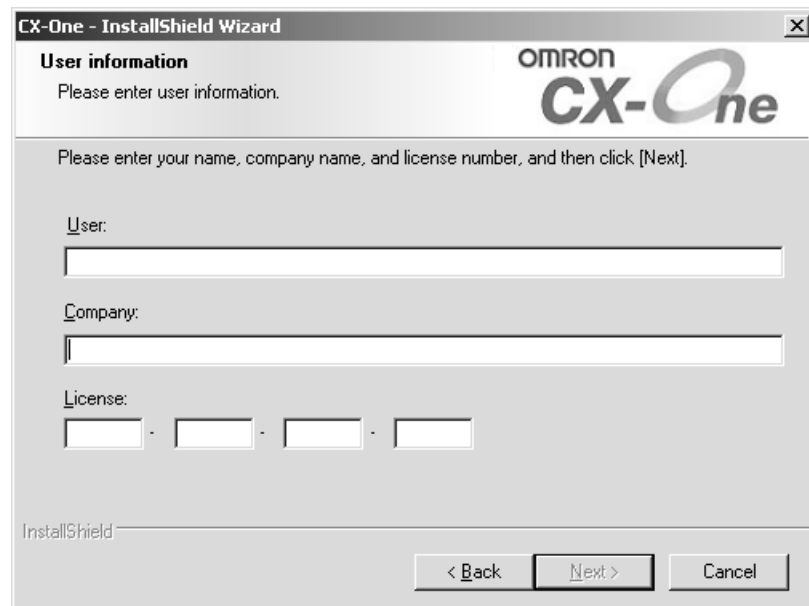 CX-One - InstallShield Wizard
User information
Please enter user information.
OMRON
CX-One
Please enter your name, company name, and license number, and then click [Next].
User:
Company:
License:
- - -
InstallShield
< Back Next > Cancel